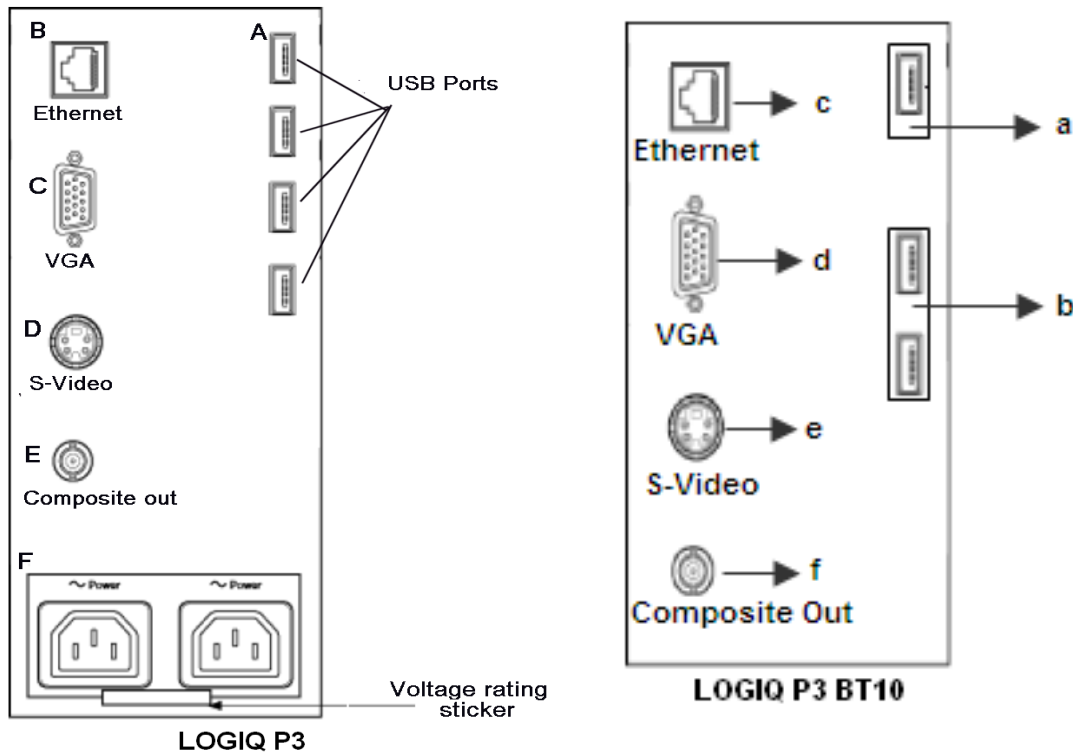 B
A
Ethernet
USB Ports
C
VGA
D
S-Video
E
Composite out
F
~ Power
~ Power
Voltage rating
sticker
LOGIQ P3
c
a
Ethernet
d
b
VGA
e
S-Video
f
Composite Out
LOGIQ P3 BT10